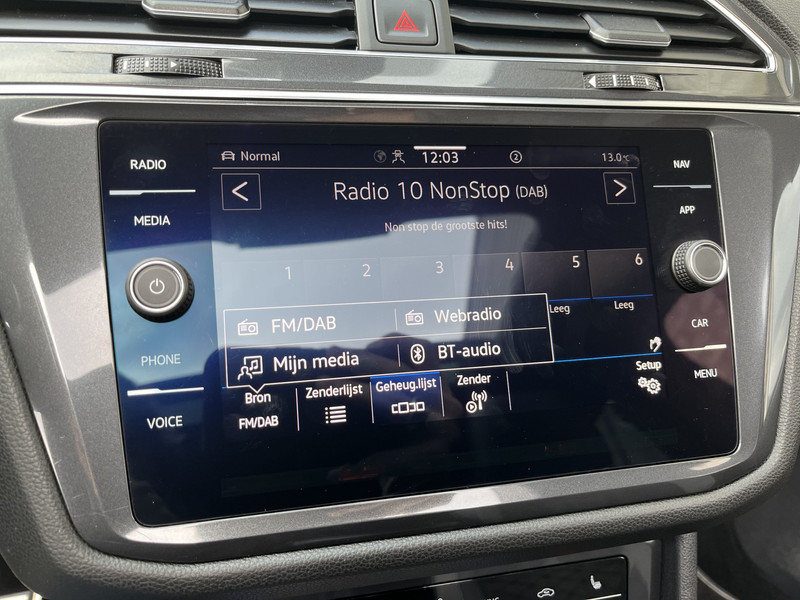 Normal 12:03 2 13.0°C
Radio 10 NonStop (DAB)
Non stop de grootste hits!
1 2 3 4 5 6
Leeg Leeg
FM/DAB Webradio
Mijn media BT-audio
Bron Zenderlijst Geheug.lijst Zender Setup
FM/DAB
RADIO
MEDIA
PHONE
VOICE
NAV
APP
CAR
MENU